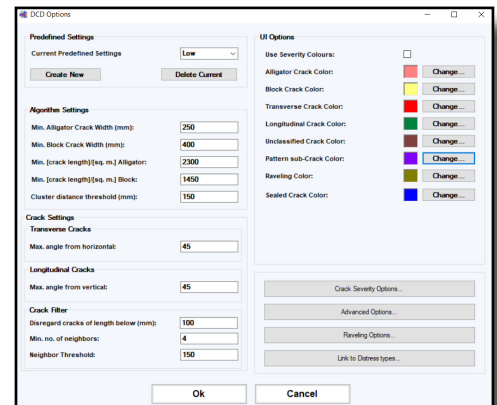 DCD Options
Predefined Settings
Current Predefined Settings Low
Create New Delete Current
Algorithm Settings
Min. Alligator Crack Width (mm): 250
Min. Block Crack Width (mm): 400
Min. [crack length]/[sq. m.] Alligator: 2300
Min. [crack length]/[sq. m.] Block: 1450
Cluster distance threshold (mm): 150
Crack Settings
Transverse Cracks
Max. angle from horizontal: 45
Longitudinal Cracks
Max. angle from vertical: 45
Crack Filter
Disregard cracks of length below (mm): 100
Min. no. of neighbors: 4
Neighbor Threshold: 150
UI Options
Use Severity Colours:
Alligator Crack Color: Change...
Block Crack Color: Change...
Transverse Crack Color: Change...
Longitudinal Crack Color: Change...
Unclassified Crack Color: Change...
Pattern sub-Crack Color: Change...
Raveling Color: Change...
Sealed Crack Color: Change...
Crack Severity Options...
Advanced Options...
Raveling Options...
Link to Distress types...
Ok Cancel